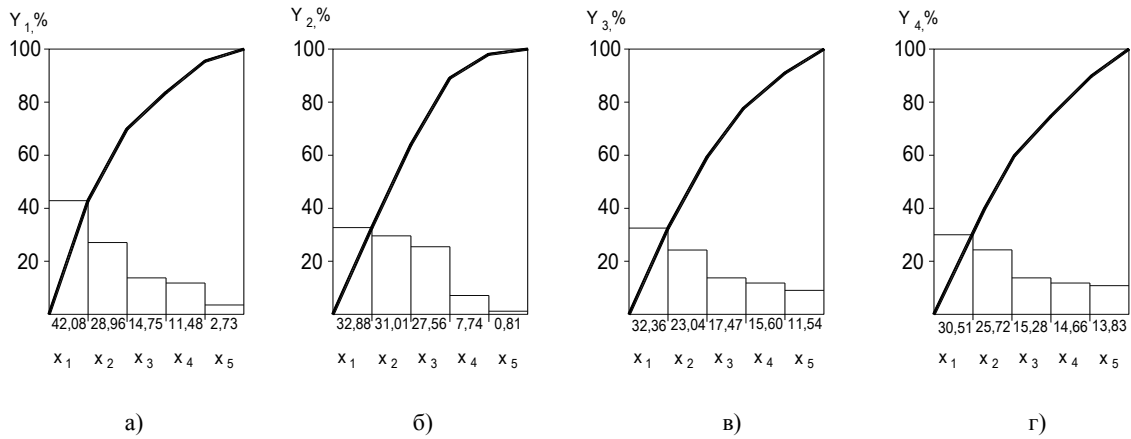 Y 1,% Y 2,% Y 3,% Y 4,%
100 100 100 100
80 80 80 80
60 60 60 60
40 40 40 40
20 20 20 20
42,08 28,96 14,75 11,48 2,73 32,88 31,01 27,56 7,74 0,81 32,36 23,04 17,47 15,60 11,54 30,51 25,72 15,28 14,66 13,83
x 1 x 2 x 3 x 4 x 5 x 1 x 2 x 3 x 4 x 5 x 1 x 2 x 3 x 4 x 5 x 1 x 2 x 3 x 4 x 5
а) б) в) г)